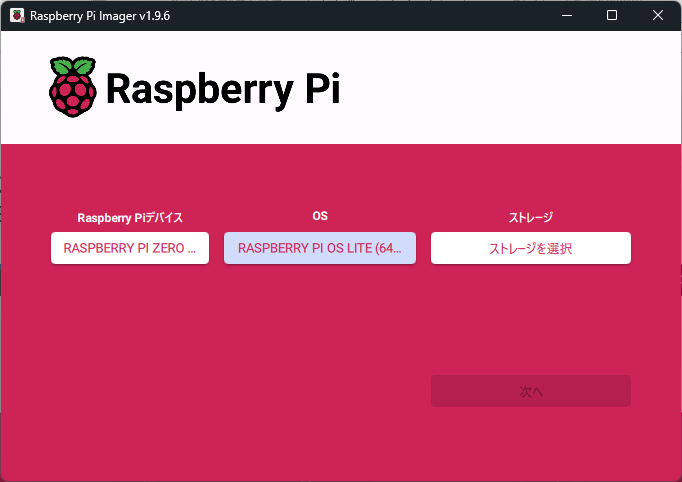 Raspberry Pi Imager v1.9.6
Raspberry Pi
Raspberry Piデバイス
OS
ストレージ
RASPBERRY PI ZERO ...
RASPBERRY PI OS LITE (64...
ストレージを選択
次へ